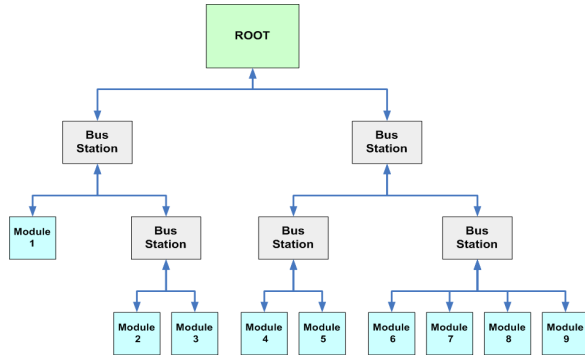 ROOT
Bus
Station
Bus
Station
Module
1
Bus
Station
Bus
Station
Bus
Station
Module
2
Module
3
Module
4
Module
5
Module
6
Module
7
Module
8
Module
9